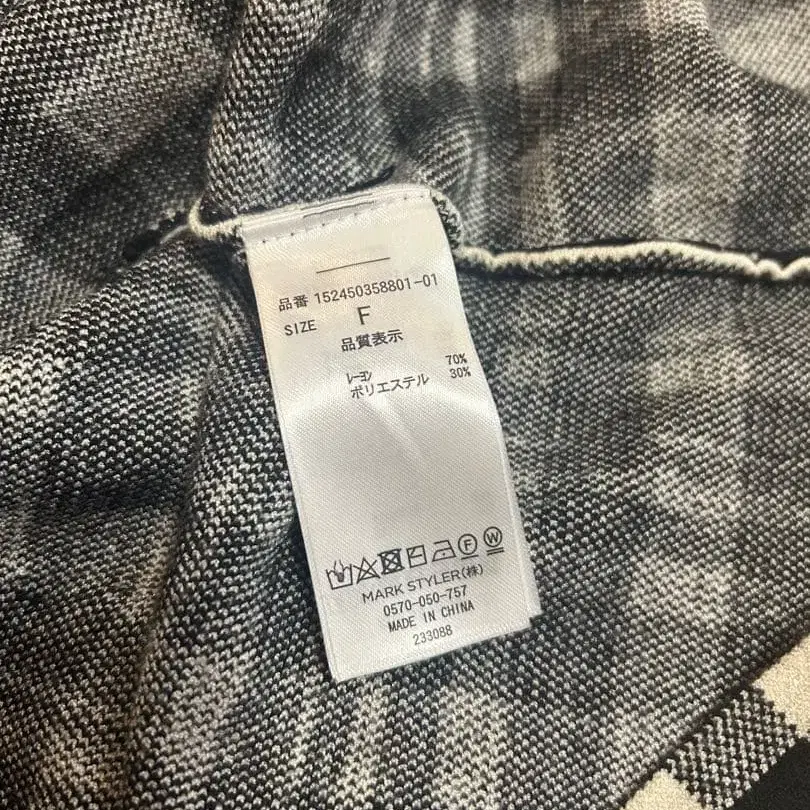 品番 152450358801-01
SIZE F
品質表示
ﾚｰﾖﾝ 70%
ポリエステル 30%
F W
MARK STYLER(株)
0570-050-757
MADE IN CHINA
233088